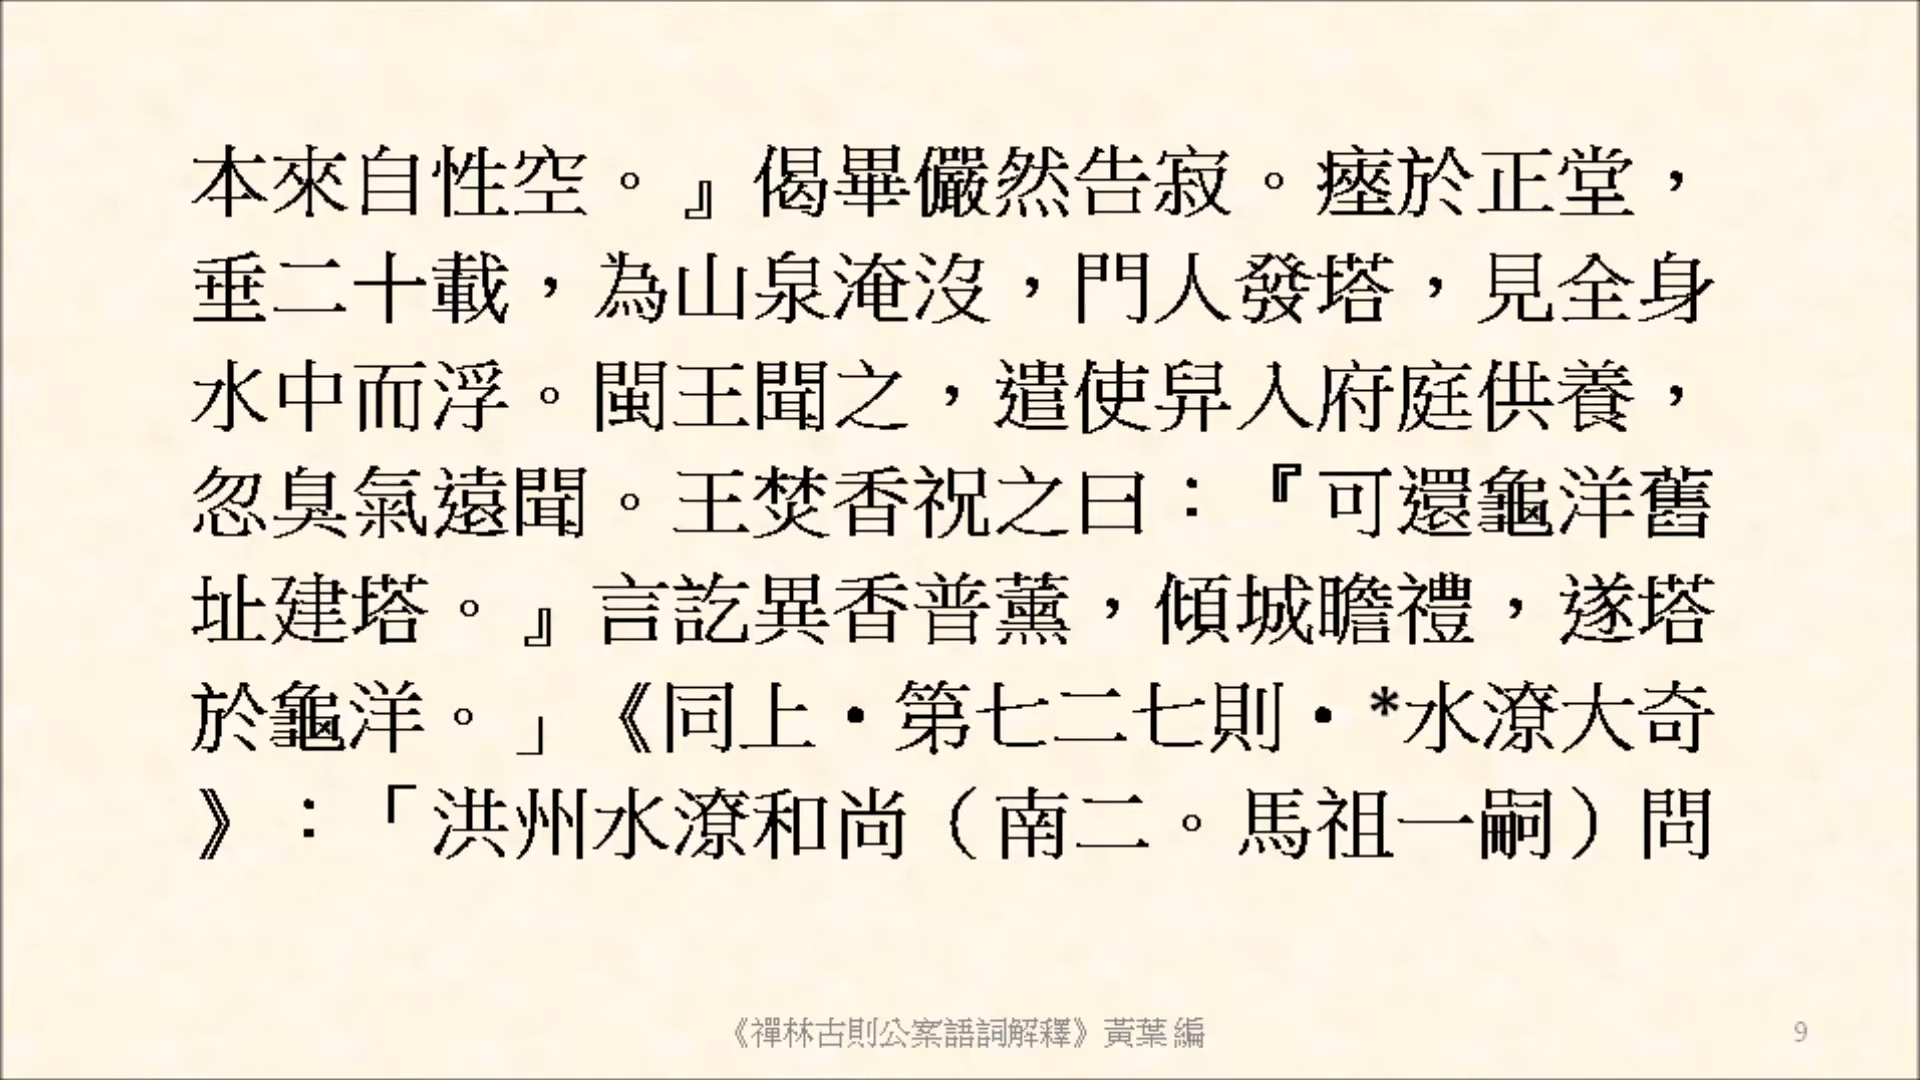 本來自性空。』偈畢儼然告寂。瘞於正堂，
垂二十載，為山泉淹沒，門人發塔，見全身
水中而浮。閩王聞之，遣使舁入府庭供養，
忽臭氣遠聞。王焚香祝之曰：『可還龜洋舊
址建塔。』言訖異香普薰，傾城瞻禮，遂塔
於龜洋。」《同上・第七二七則・*水潦大奇
》：「洪州水潦和尚（南二。馬祖一嗣）問
《禪林古則公案語詞解釋》黃葉編
9